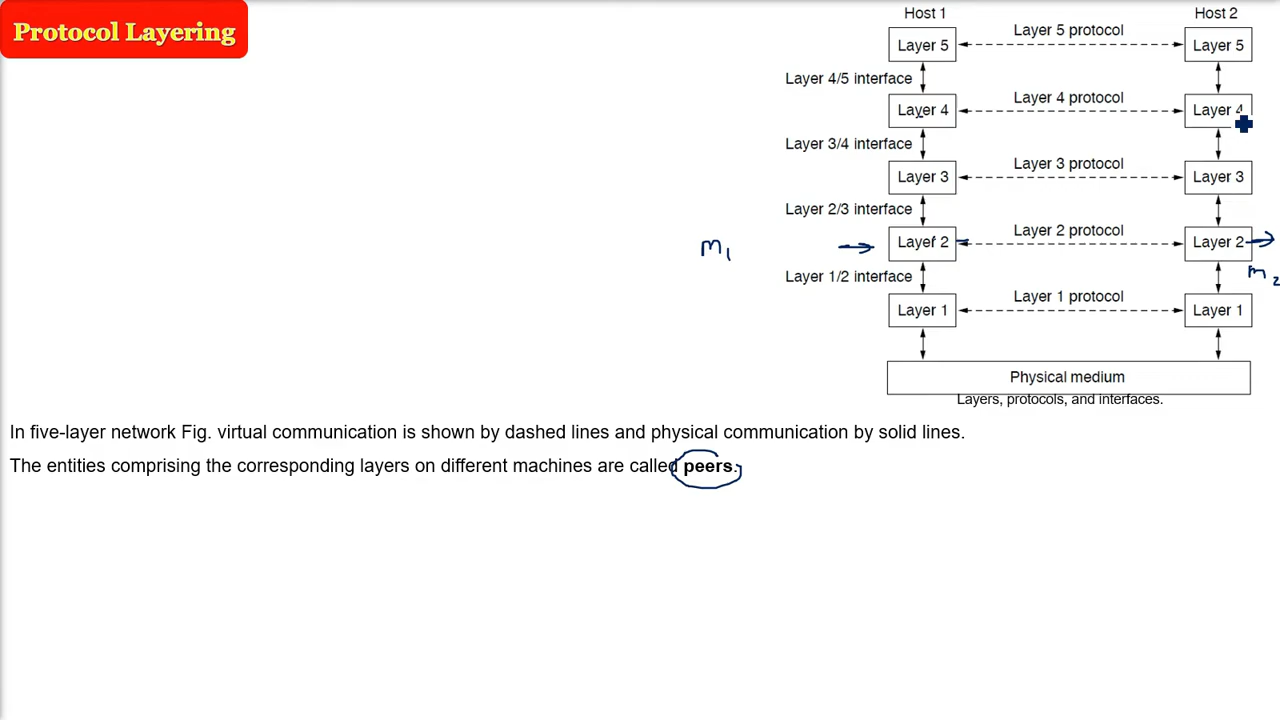 Protocol Layering
Host 1 Host 2
Layer 5 Layer 5 protocol Layer 5
Layer 4/5 interface
Layer 4 Layer 4 protocol Layer 4
Layer 3/4 interface
Layer 3 Layer 3 protocol Layer 3
Layer 2/3 interface
m1 Layer 2 Layer 2 protocol Layer 2
m2
Layer 1/2 interface
Layer 1 Layer 1 protocol Layer 1
Physical medium
Layers, protocols, and interfaces.
In five-layer network Fig. virtual communication is shown by dashed lines and physical communication by solid lines.
The entities comprising the corresponding layers on different machines are called peers.